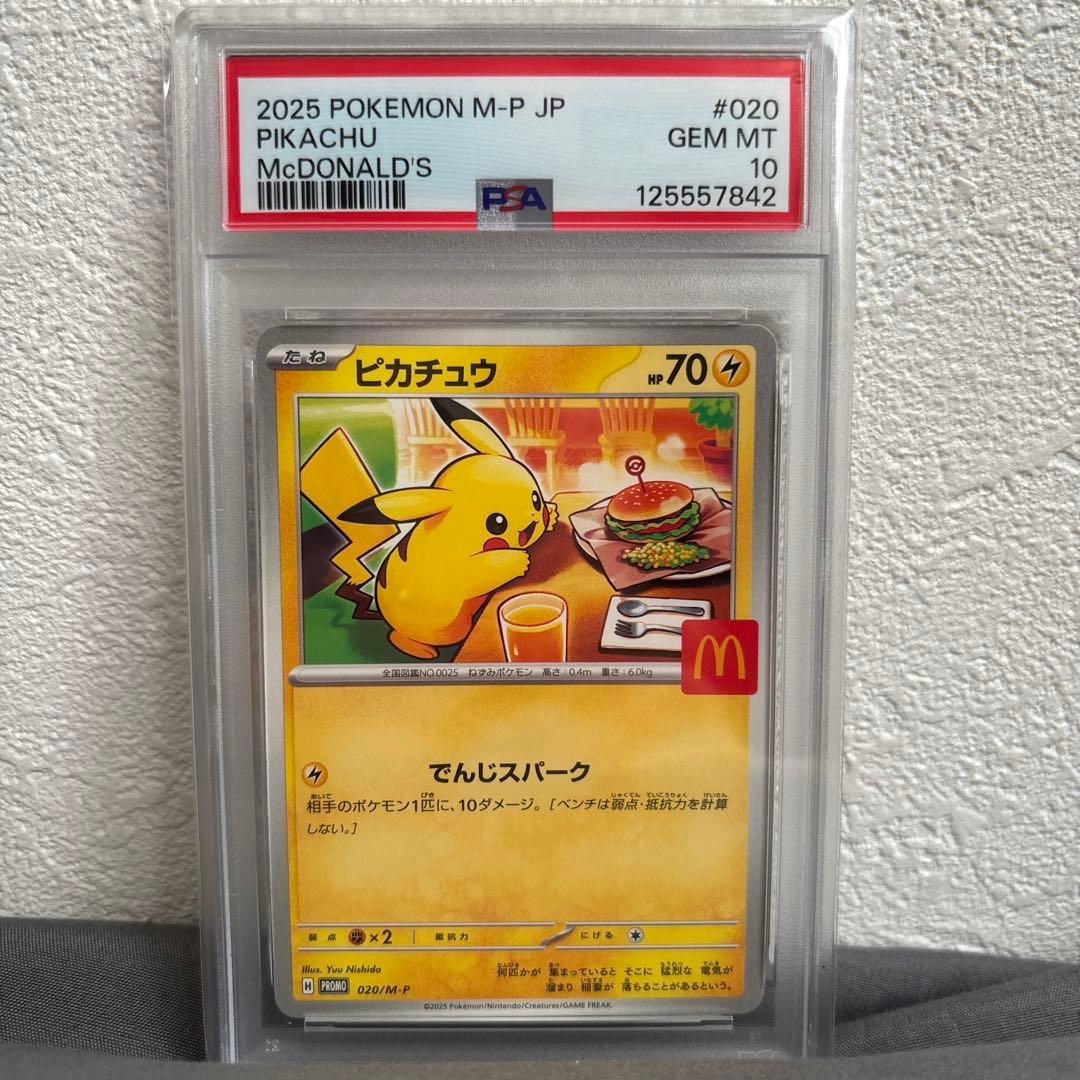 2025 POKEMON M-P JP #020
PIKACHU GEM MT
McDONALD'S 10
PSA 125557842
たね ピカチュウ HP 70
全国図鑑NO.0025 ねずみポケモン 高さ:0.4m 重さ:6.0kg
でんじスパーク
相手のポケモン1匹に、10ダメージ。[ベンチは弱点・抵抗力を計算
しない。]
弱点 ×2 抵抗力 にげる
Illus. Yuu Nishida
何匹かが 集まっていると そこに 猛烈な 電気が
溜まり 稲妻が 落ちることがあるという。
H PROMO 020/M-P
©2025 Pokémon/Nintendo/Creatures/GAME FREAK.